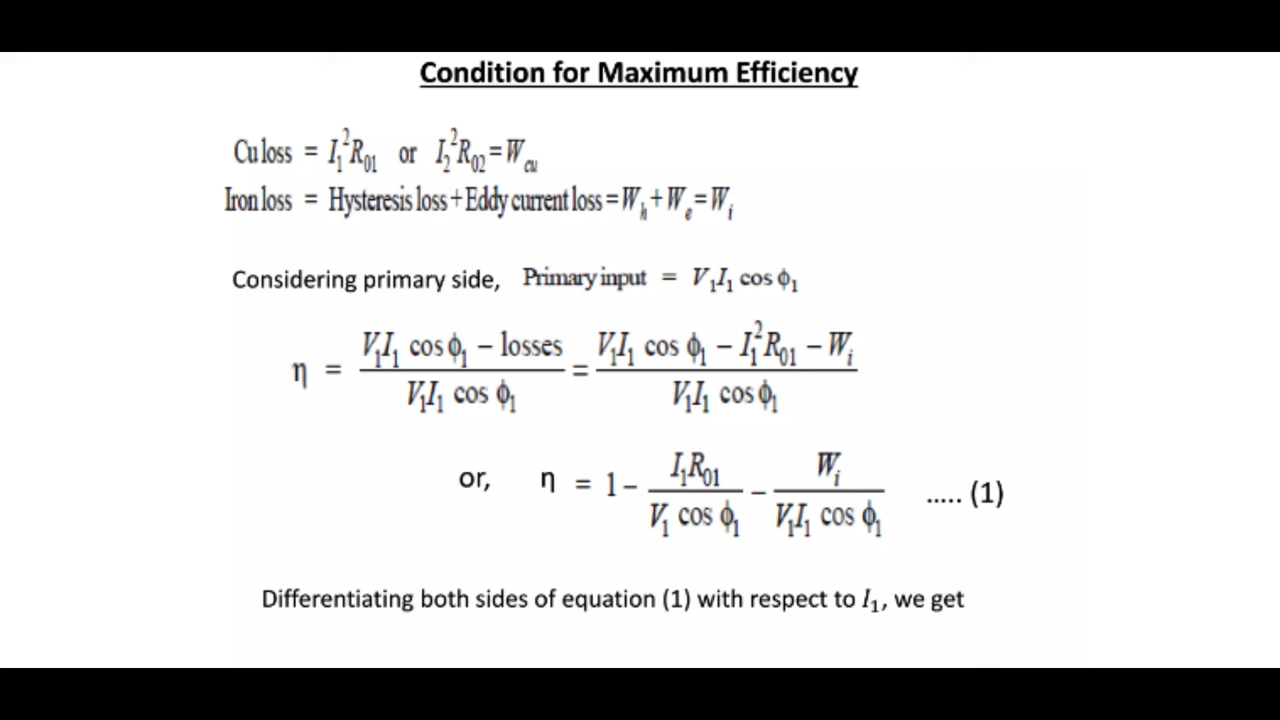 Condition for Maximum Efficiency
Cu loss = I₁²R₀₁ or I₂²R₀₂ = W_cu
Iron loss = Hysteresis loss + Eddy current loss = W_h + W_e = W_i
Considering primary side, Primary input = V₁I₁ cos ϕ₁
η = (V₁I₁ cos ϕ₁ − losses) / (V₁I₁ cos ϕ₁) = (V₁I₁ cos ϕ₁ − I₁²R₀₁ − W_i) / (V₁I₁ cos ϕ₁)
or, η = 1 − (I₁R₀₁) / (V₁ cos ϕ₁) − (W_i) / (V₁I₁ cos ϕ₁) ..... (1)
Differentiating both sides of equation (1) with respect to I₁, we get